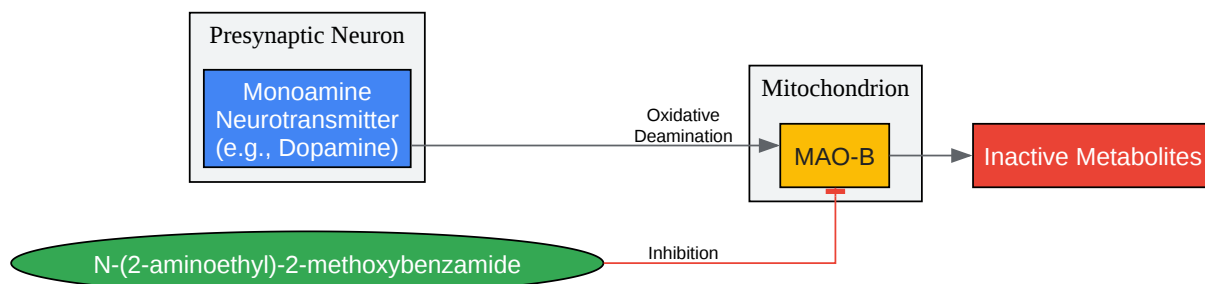 Presynaptic Neuron
Monoamine
Neurotransmitter
(e.g., Dopamine)
Oxidative
Deamination
Mitochondrion
MAO-B
Inactive Metabolites
N-(2-aminoethyl)-2-methoxybenzamide
Inhibition